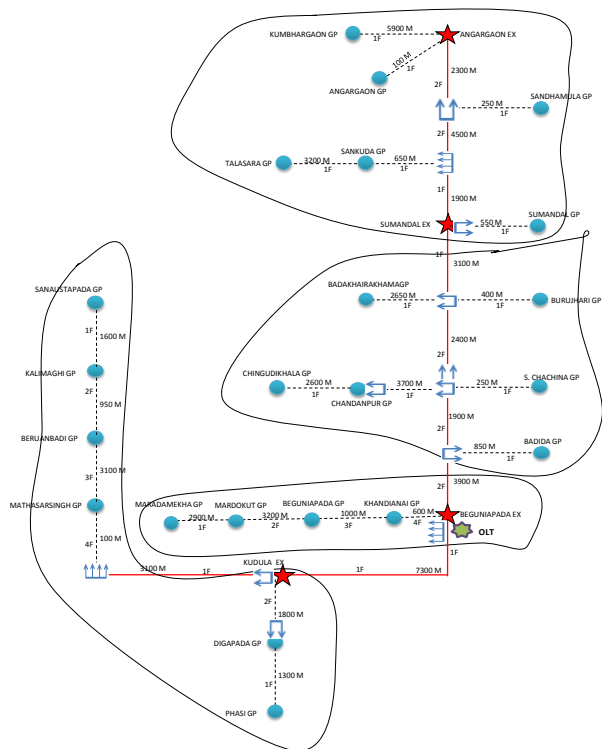 KUMBHARGAON GP
5900 M
1F
ANGARGAON EX
100 M
1F
ANGARGAON GP
2300 M
2F
SANDHAMULA GP
250 M
1F
2F
4500 M
TALASARA GP
3200 M
1F
SANKUDA GP
650 M
1F
1F
1900 M
SUMANDAL EX
550 M
1F
SUMANDAL GP
1F
3100 M
BADAKHAIRAKHAMAGP
2650 M
1F
400 M
1F
BURUJHARI GP
2400 M
2F
CHINGUDIKHALA GP
2600 M
1F
CHANDANPUR GP
3700 M
1F
250 M
1F
S. CHACHINA GP
1900 M
2F
850 M
1F
BADIDA GP
3900 M
2F
SANAUSTAPADA GP
1F
1600 M
KALIMAGHI GP
2F
950 M
BERUANBADI GP
3F
3100 M
MATHASARSINGH GP
4F
100 M
MARADAMEKHA GP
2900 M
1F
MARDOKUT GP
3200 M
2F
BEGUNIAPADA GP
1000 M
3F
KHANDIANAI GP
600 M
4F
BEGUNIAPADA EX
OLT
1F
3100 M
1F
KUDULA EX
1F
7300 M
2F
1800 M
DIGAPADA GP
1300 M
1F
PHASI GP